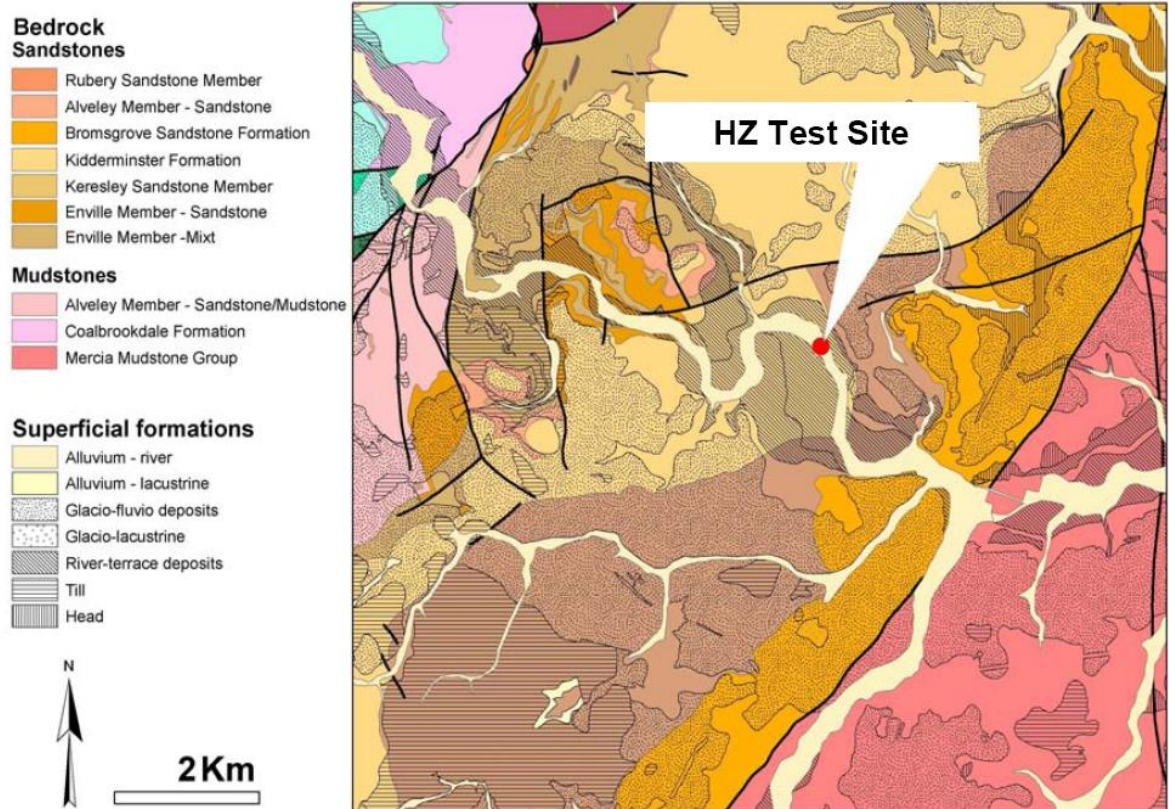 Bedrock
Sandstones
Rubery Sandstone Member
Alveley Member - Sandstone
Bromsgrove Sandstone Formation
Kidderminster Formation
Keresley Sandstone Member
Enville Member - Sandstone
Enville Member -Mixt
Mudstones
Alveley Member - Sandstone/Mudstone
Coalbrookdale Formation
Mercia Mudstone Group
Superficial formations
Alluvium - river
Alluvium - lacustrine
Glacio-fluvio deposits
Glacio-lacustrine
River-terrace deposits
Till
Head
N
2 Km
HZ Test Site